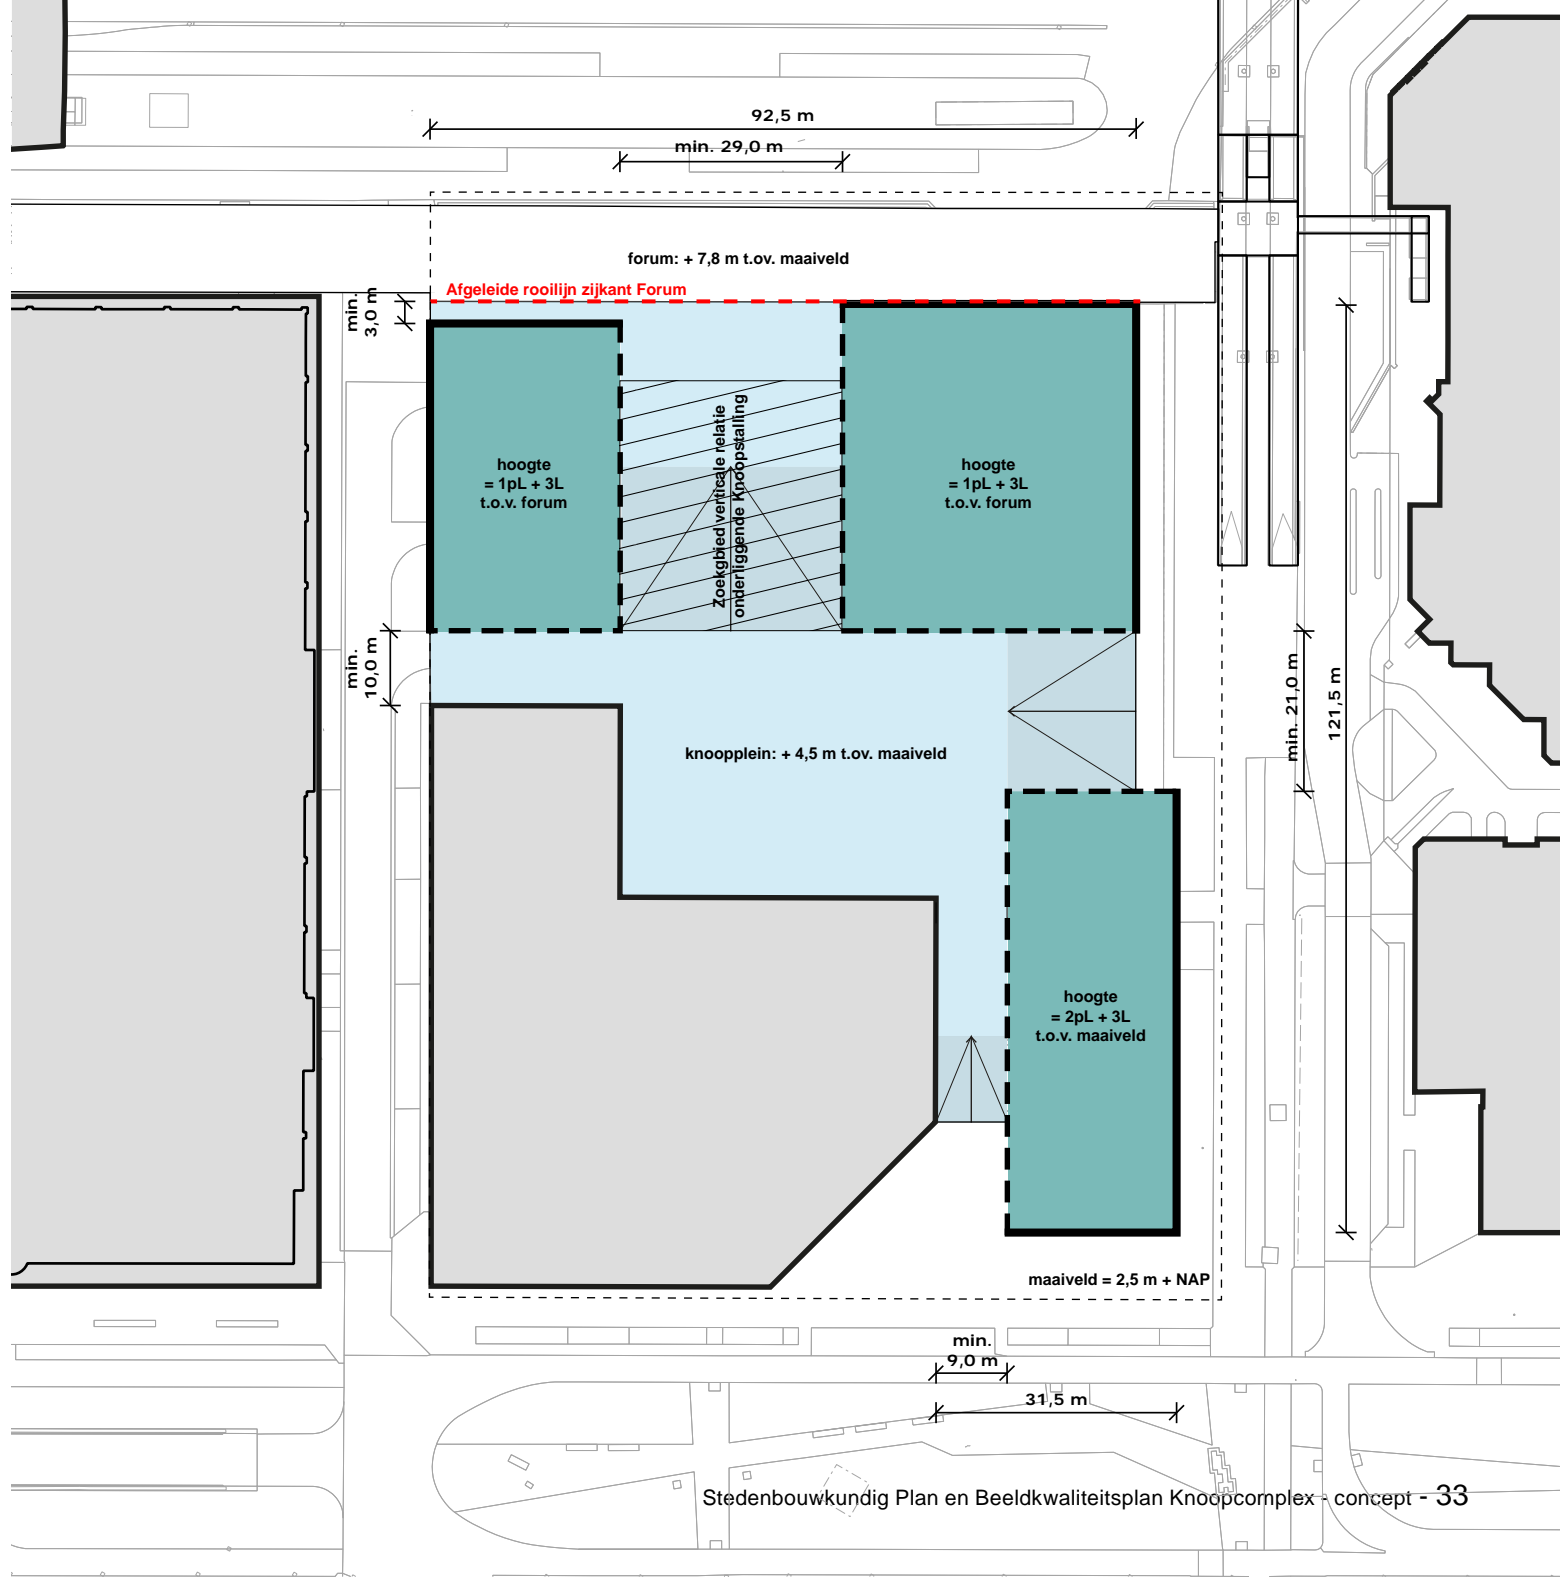 92,5 m
min. 29,0 m
forum: + 7,8 m t.ov. maaiveld
Afgeleide rooilijn zijkant Forum
min.
3,0 m
hoogte
= 1pL + 3L
t.o.v. forum
Zoekgbied verticale relatie
onderliggende Knoopstalling
hoogte
= 1pL + 3L
t.o.v. forum
min.
10,0 m
min. 21,0 m
121,5 m
knoopplein: + 4,5 m t.ov. maaiveld
hoogte
= 2pL + 3L
t.o.v. maaiveld
maaiveld = 2,5 m + NAP
min.
9,0 m
31,5 m
Stedenbouwkundig Plan en Beeldkwaliteitsplan Knoopcomplex - concept - 33